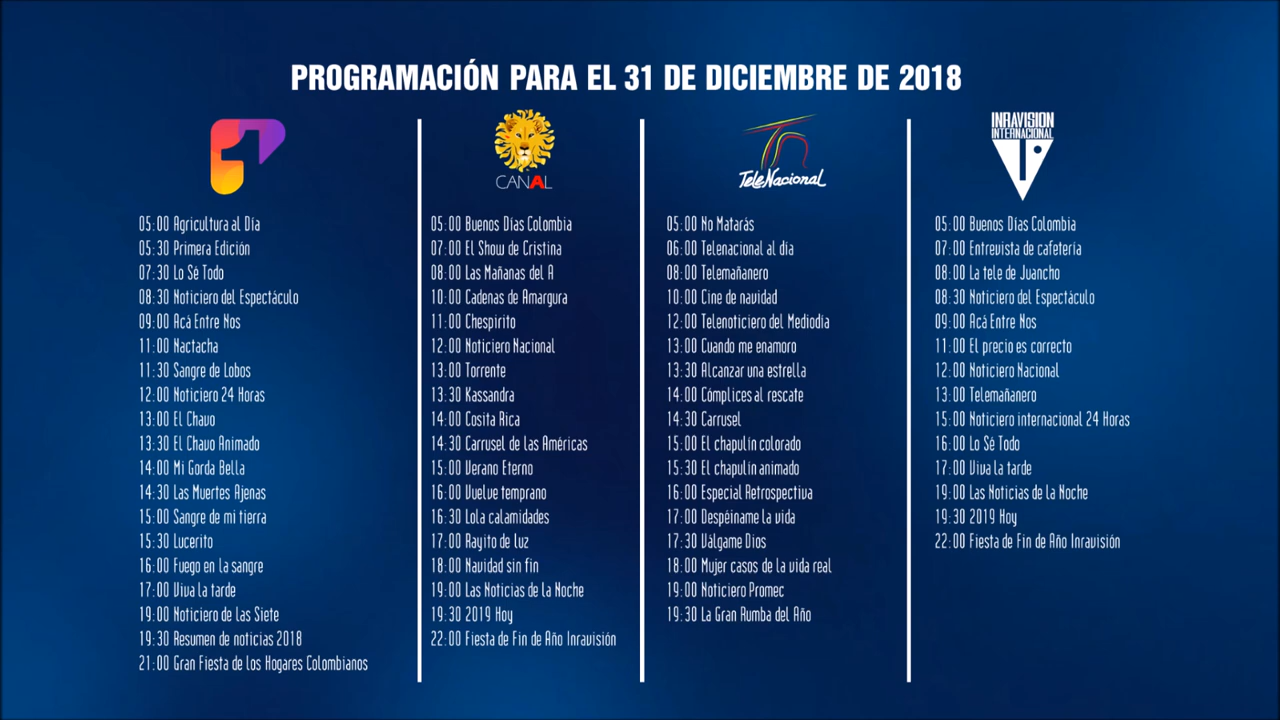 PROGRAMACIÓN PARA EL 31 DE DICIEMBRE DE 2018
1
05:00 Agricultura al Día
05:30 Primera Edición
07:30 Lo Sé Todo
08:30 Noticiero del Espectáculo
09:00 Acá Entre Nos
11:00 Nactacha
11:30 Sangre de Lobos
12:00 Noticiero 24 Horas
13:00 El Chavo
13:30 El Chavo Animado
14:00 Mi Gorda Bella
14:30 Las Muertes Ajenas
15:00 Sangre de mi tierra
15:30 Lucerito
16:00 Fuego en la sangre
17:00 Viva la tarde
19:00 Noticiero de las Siete
19:30 Resumen de noticias 2018
21:00 Gran Fiesta de los Hogares Colombianos
CANAL
05:00 Buenos Días Colombia
07:00 El Show de Cristina
08:00 Las Mañanas del A
10:00 Cadenas de Amargura
11:00 Chespirito
12:00 Noticiero Nacional
13:00 Torrente
13:30 Kassandra
14:00 Cosita Rica
14:30 Carrusel de las Américas
15:00 Verano Eterno
16:00 Vuelve temprano
16:30 Lola calamidades
17:00 Rayito de luz
18:00 Navidad sin fin
19:00 Las Noticias de la Noche
19:30 2019 Hoy
22:00 Fiesta de Fin de Año Inravisión
TeleNacional
05:00 No Matarás
06:00 Telenacional al día
08:00 Telemañanero
10:00 Cine de navidad
12:00 Telenoticiero del Mediodía
13:00 Cuando me enamoro
13:30 Alcanzar una estrella
14:00 Cómplices al rescate
14:30 Carrusel
15:00 El chapulín colorado
15:30 El chapulín animado
16:00 Especial Retrospectiva
17:00 Despéiname la vida
17:30 Válgame Dios
18:00 Mujer casos de la vida real
19:00 Noticiero Promec
19:30 La Gran Rumba del Año
INRAVISION
INTERNACIONAL
05:00 Buenos Días Colombia
07:00 Entrevista de cafetería
08:00 La tele de Juancho
08:30 Noticiero del Espectáculo
09:00 Acá Entre Nos
11:00 El precio es correcto
12:00 Noticiero Nacional
13:00 Telemañanero
15:00 Noticiero internacional 24 Horas
16:00 Lo Sé Todo
17:00 Viva la tarde
19:00 Las Noticias de la Noche
19:30 2019 Hoy
22:00 Fiesta de Fin de Año Inravisión